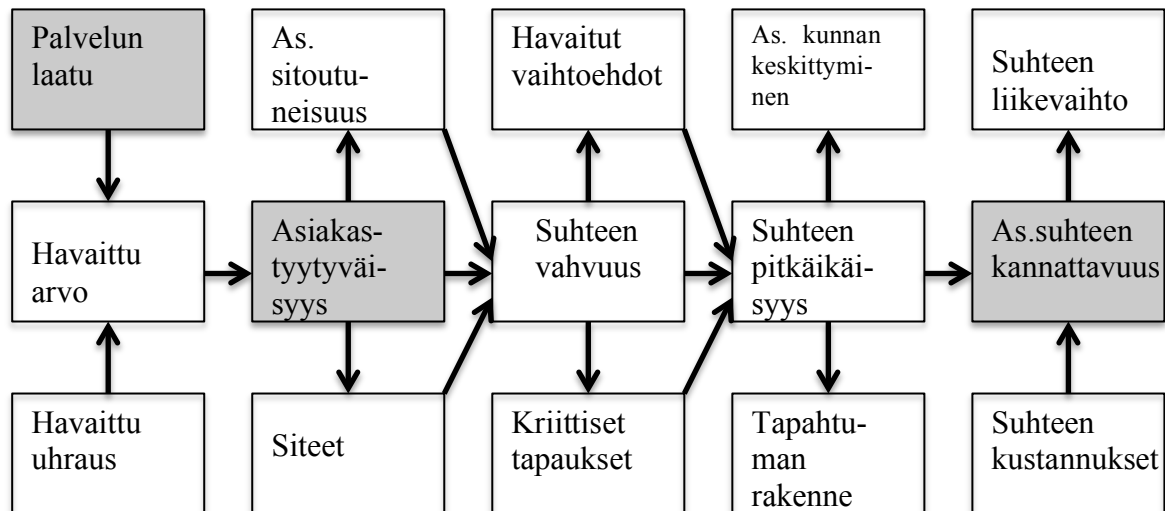 Palvelun
laatu
As.
sitoutu-
neisuus
Havaitut
vaihtoehdot
As. kunnan
keskittymi-
nen
Suhteen
liikevaihto
Havaittu
arvo
Asiakas-
tyytyväi-
syys
Suhteen
vahvuus
Suhteen
pitkäikäi-
syys
As.suhteen
kannattavuus
Havaittu
uhraus
Siteet
Kriittiset
tapaukset
Tapahtu-
man
rakenne
Suhteen
kustannukset